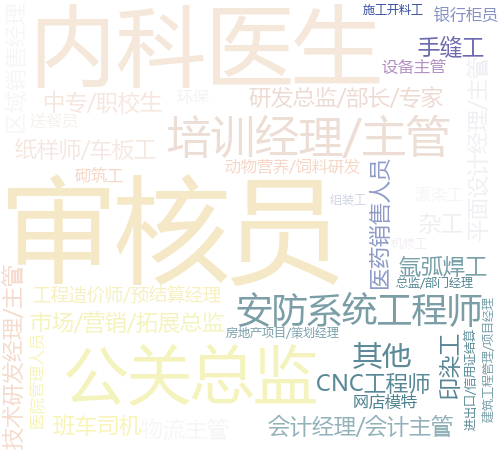 施工开料工
银行柜员
内科医生
区域销售经理
手缝工
设备主管
中专/职校生
环保
研发总监/部长/专家
平面设计经理/主管
送餐员
培训经理/主管
纸样师/车板工
动物营养/饲料研发
砌筑工
医药销售人员
审核员
组装工
漂染工
杂工
机修工
氩弧焊工
技术研发经理/主管
总监/部门经理
工程造价师/预结算经理
安防系统工程师
市场/营销/拓展总监
房地产项目/策划经理
建筑工程管理/项目经理
进出口/信用证结算
印染工
医院管理人员
公关总监
其他
CNC工程师
网店模特
班车司机
物流主管
会计经理/会计主管